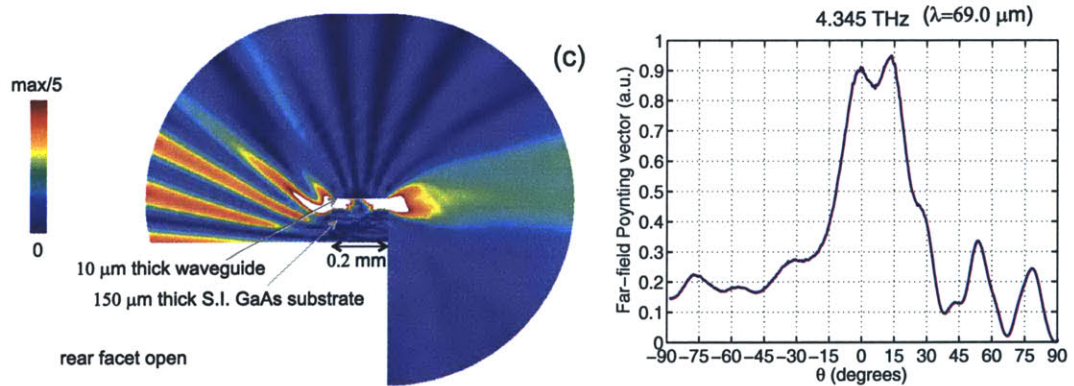 4.345 THz (λ=69.0 μm)
(c)
max/5
0
0.2 mm
10 μm thick waveguide
150 μm thick S.I. GaAs substrate
rear facet open
Far−field Poynting vector (a.u.)
1
0.9
0.8
0.7
0.6
0.5
0.4
0.3
0.2
0.1
0
−90 −75 −60 −45 −30 −15 0 15 30 45 60 75 90
θ (degrees)